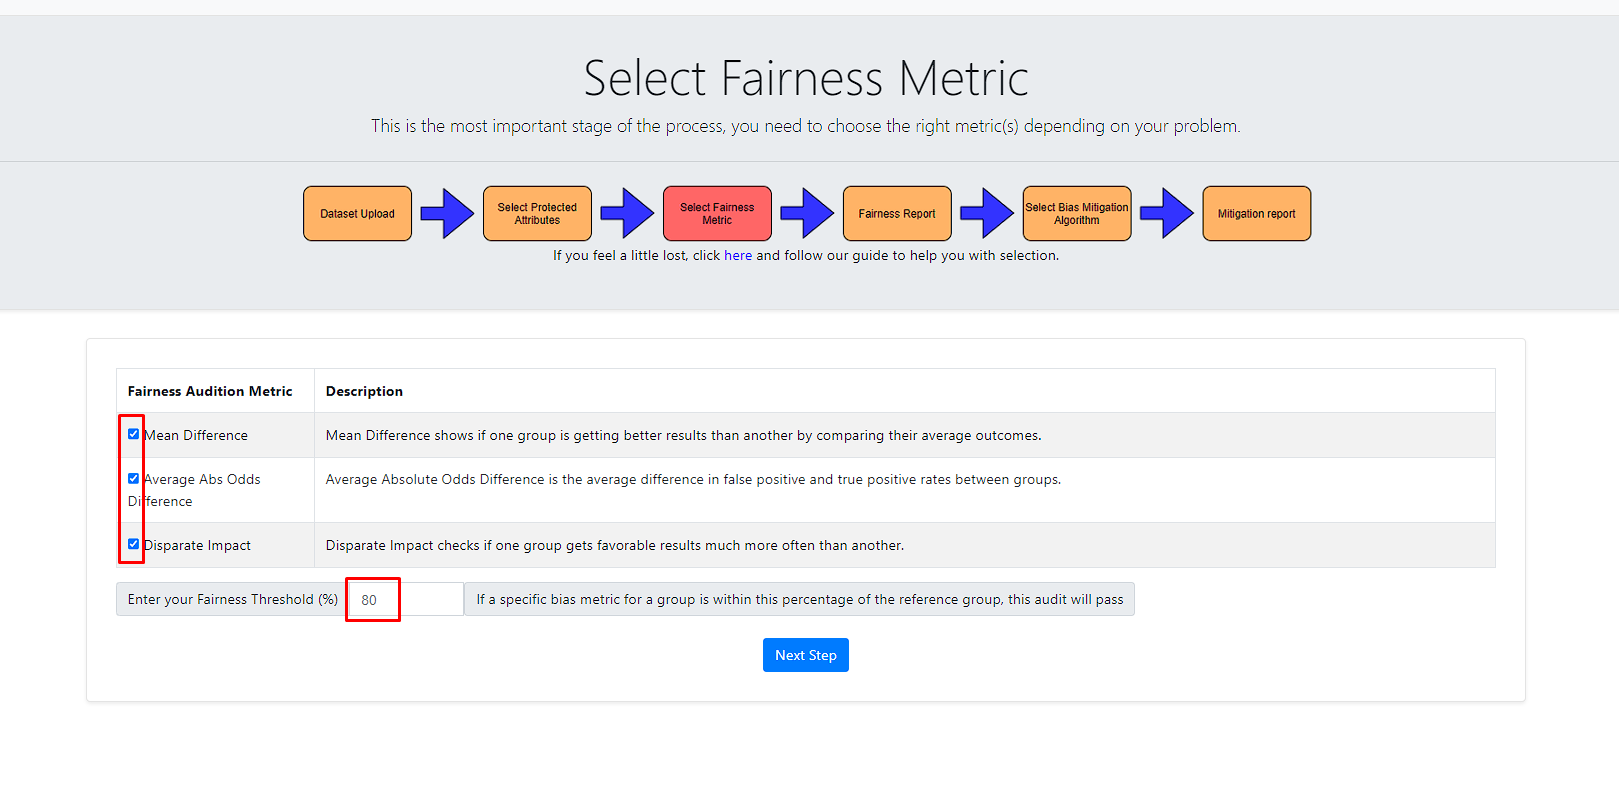 Select Fairness Metric
This is the most important stage of the process, you need to choose the right metric(s) depending on your problem.
Dataset Upload
Select Protected
Attributes
Select Fairness
Metric
Fairness Report
Select Bias Mitigation
Algorithm
Mitigation report
If you feel a little lost, click here and follow our guide to help you with selection.
Fairness Audition Metric
Description
Mean Difference
Mean Difference shows if one group is getting better results than another by comparing their average outcomes.
Average Abs Odds
Difference
Average Absolute Odds Difference is the average difference in false positive and true positive rates between groups.
Disparate Impact
Disparate Impact checks if one group gets favorable results much more often than another.
Enter your Fairness Threshold (%)
80
If a specific bias metric for a group is within this percentage of the reference group, this audit will pass
Next Step